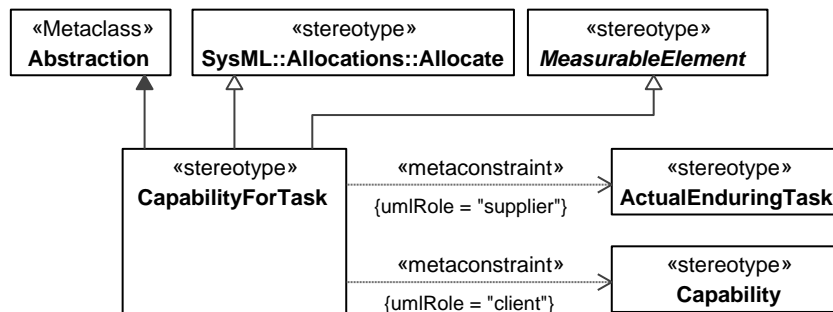 «Metaclass»
Abstraction
«stereotype»
SysML::Allocations::Allocate
«stereotype»
MeasurableElement
«stereotype»
CapabilityForTask
«metaconstraint»
{umlRole = "supplier"}
«stereotype»
ActualEnduringTask
«metaconstraint»
{umlRole = "client"}
«stereotype»
Capability